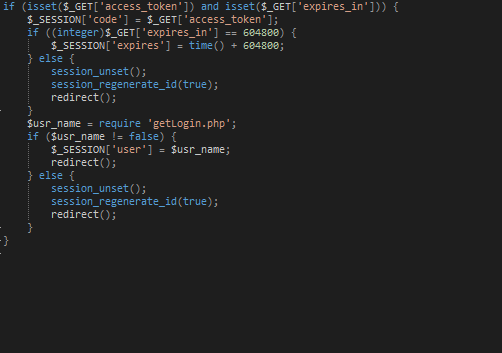 if (isset($_GET['access_token']) and isset($_GET['expires_in'])) {
    $_SESSION['code'] = $_GET['access_token'];
    if ((integer)$_GET['expires_in'] == 604800) {
        $_SESSION['expires'] = time() + 604800;
    } else {
        session_unset();
        session_regenerate_id(true);
        redirect();
    }
    $usr_name = require 'getLogin.php';
    if ($usr_name != false) {
        $_SESSION['user'] = $usr_name;
        redirect();
    } else {
        session_unset();
        session_regenerate_id(true);
        redirect();
    }
}